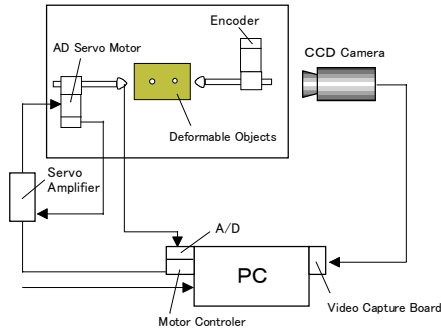 Encoder
AD Servo Motor
CCD Camera
Deformable Objects
Servo
Amplifier
A/D
PC
Video Capture Board
Motor Controler